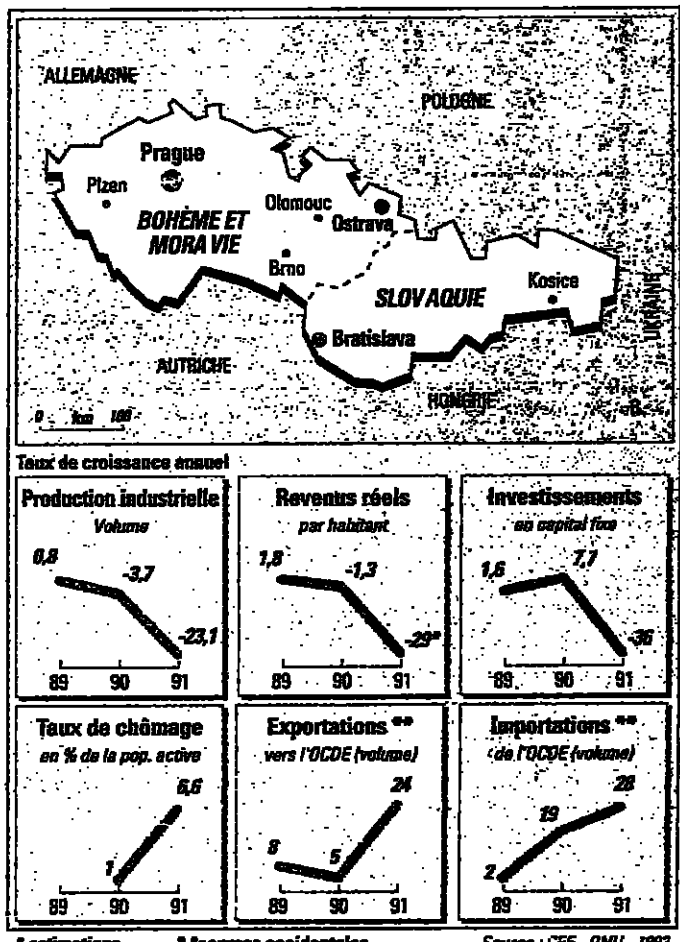 ALLEMAGNE
POLOGNE
Prague
Plzen
Olomouc
Ostrava
BOHÈME ET
MORAVIE
Brno
Kosice
SLOVAQUIE
UKRAINE
Bratislava
AUTRICHE
HONGRIE
0 km 100
Taux de croissance annuel
Production industrielle
Volume
0,8
-3,7
-23,1
89 90 91
Revenus réels
par habitant
1,8
-1,3
-29*
89 90 91
Investissements
en capital fixe
1,6
7,7
-36
89 90 91
Taux de chômage
en % de la pop. active
1
6,6
89 90 91
Exportations **
vers l'OCDE (volume)
8
5
24
89 90 91
Importations **
de l'OCDE (volume)
2
19
28
89 90 91
* estimations
** sources occidentales
Source : CEE - ONU - 1992